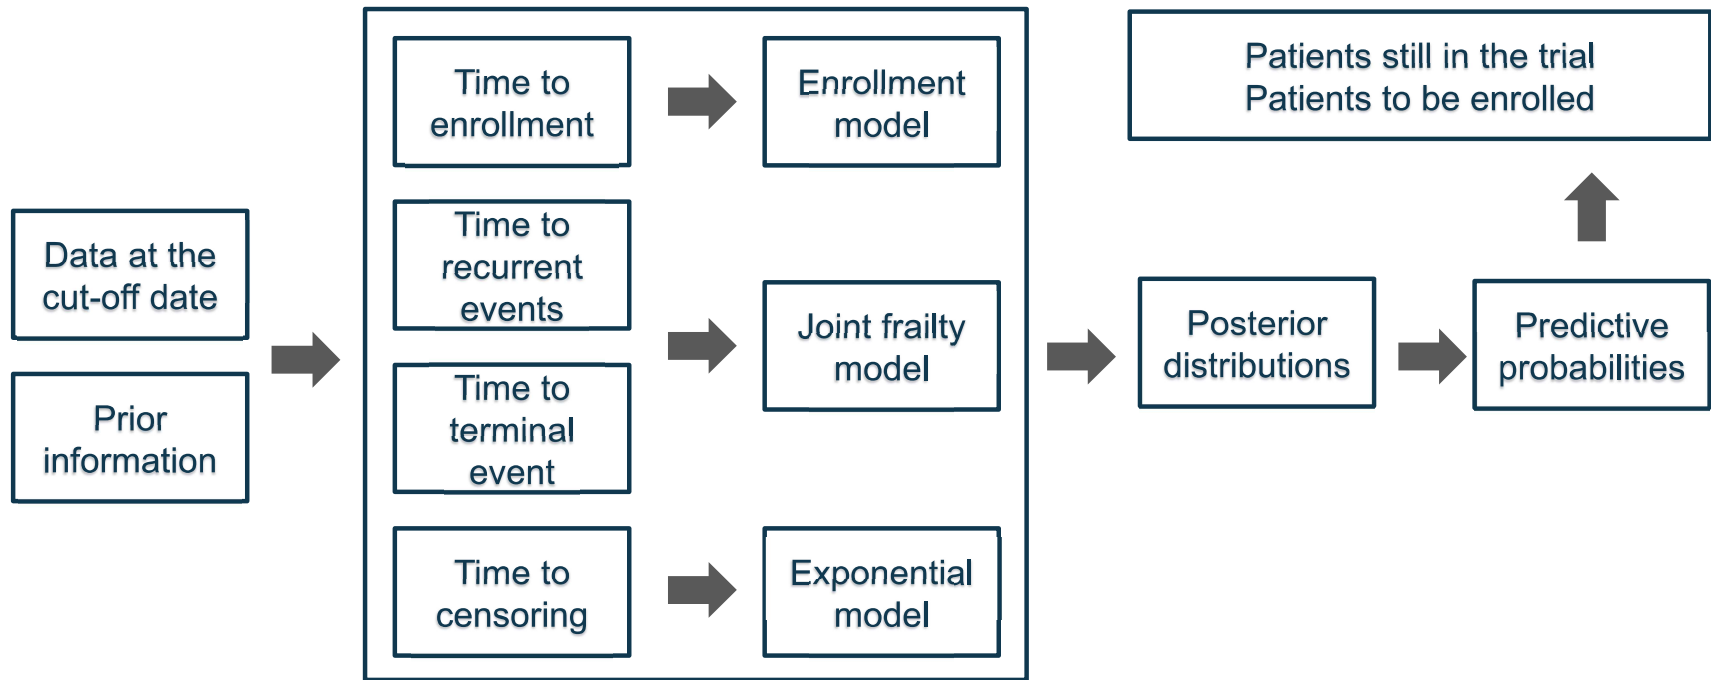 Data at the
cut-off date
Prior
information
Time to
enrollment
Enrollment
model
Time to
recurrent
events
Time to
terminal
event
Joint frailty
model
Time to
censoring
Exponential
model
Posterior
distributions
Predictive
probabilities
Patients still in the trial
Patients to be enrolled